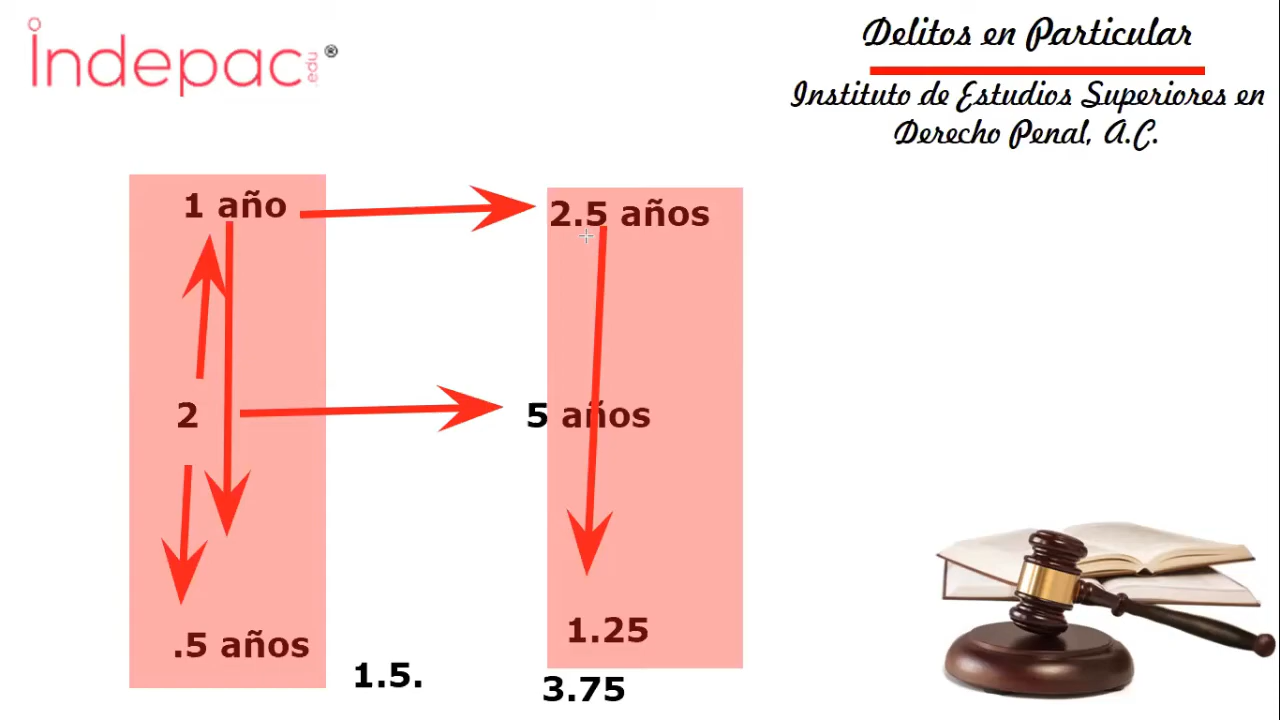 indepac.edu®
Delitos en Particular
Instituto de Estudios Superiores en
Derecho Penal, A.C.
1 año
2.5 años
2
5 años
.5 años
1.25
1.5.
3.75